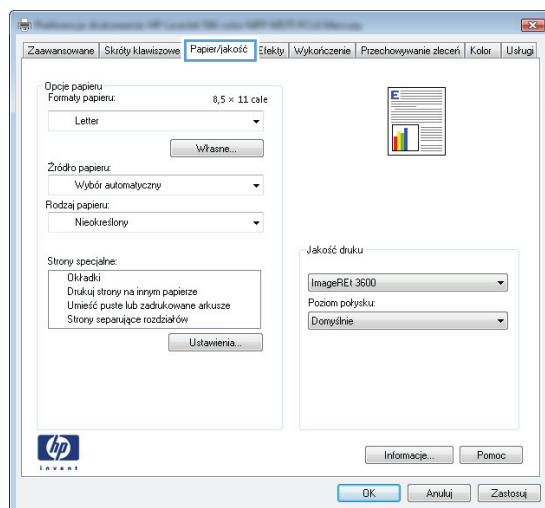 Zaawansowane Skróty klawiszowe Papier/jakość Efekty Wykończenie Przechowywanie zleceń Kolor Usługi
Opcje papieru
Formaty papieru: 8,5 × 11 cale
Letter
Własne...
Źródło papieru:
Wybór automatyczny
Rodzaj papieru:
Nieokreślony
Strony specjalne:
Okładki
Drukuj strony na innym papierze
Umieść puste lub zadrukowane arkusze
Strony separujące rozdziałów
Ustawienia...
E
Jakość druku
ImageREt 3600
Poziom połysku:
Domyślnie
hp
invent
Informacje... Pomoc
OK Anuluj Zastosuj